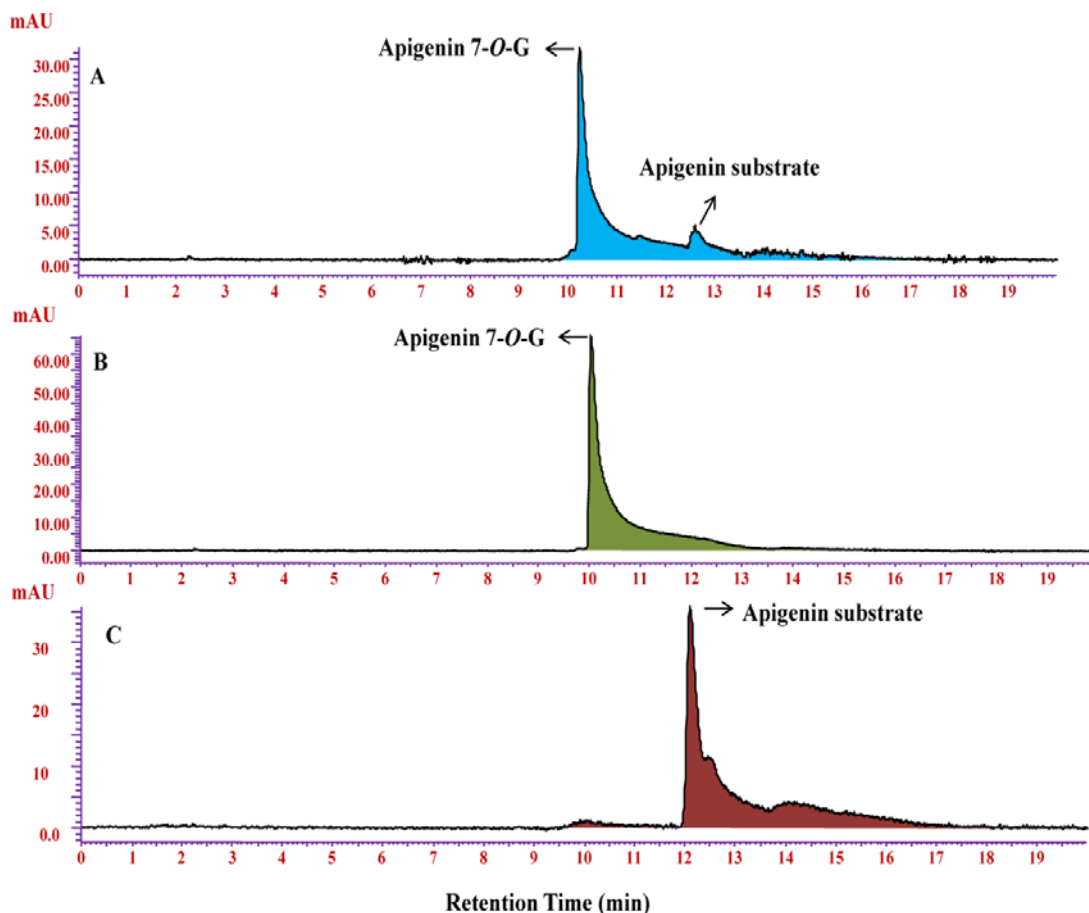 mAU
Apigenin 7-O-G
A
30.00
25.00
20.00
Apigenin substrate
15.00
10.00
5.00
0.00
0 1 2 3 4 5 6 7 8 9 10 11 12 13 14 15 16 17 18 19
mAU
Apigenin 7-O-G
B
60.00
50.00
40.00
30.00
20.00
10.00
0.00
0 1 2 3 4 5 6 7 8 9 10 11 12 13 14 15 16 17 18 19
mAU
Apigenin substrate
C
30
20
10
0.0
0 1 2 3 4 5 6 7 8 9 10 11 12 13 14 15 16 17 18 19
Retention Time (min)